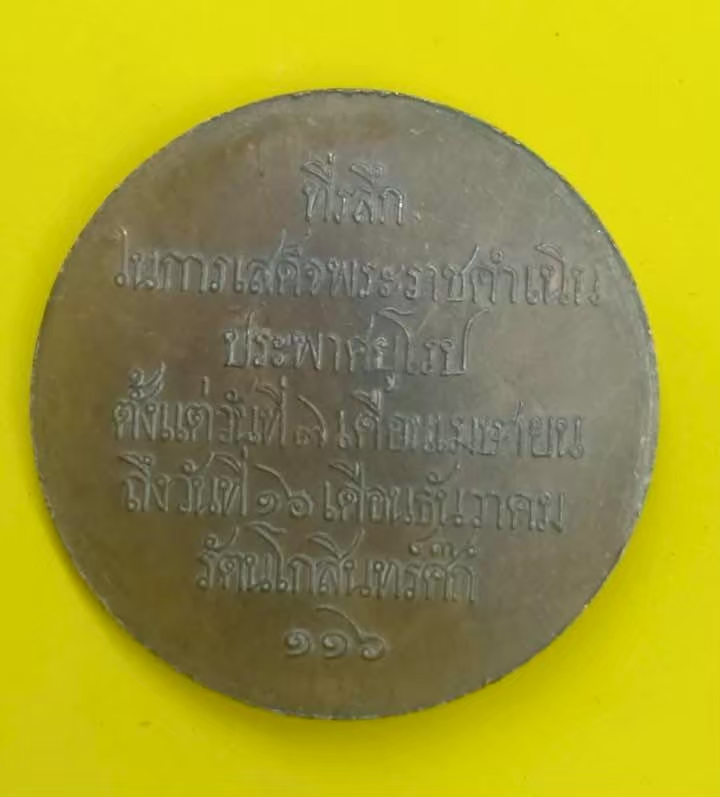 ที่รลึก
ในการเสด็จพระราชดำเนิน
ประพาศยุโรป
ตั้งแต่วันที่ ๗ เดือนเมษายน
ถึงวันที่ ๑๖ เดือนธันวาคม
รัตนโกสินทร์ศ๊ก
๑๑๖